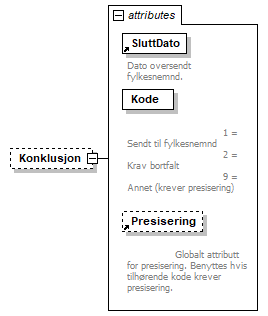 attributes
SluttDato
Dato oversendt
fylkesnemnd.
Kode
1 =
Sendt til fylkesnemnd
2 =
Krav bortfalt
9 =
Annet (krever presisering)
Konklusjon
Presisering
Globalt attributt
for presisering. Benyttes hvis
tilhørende kode krever
presisering.